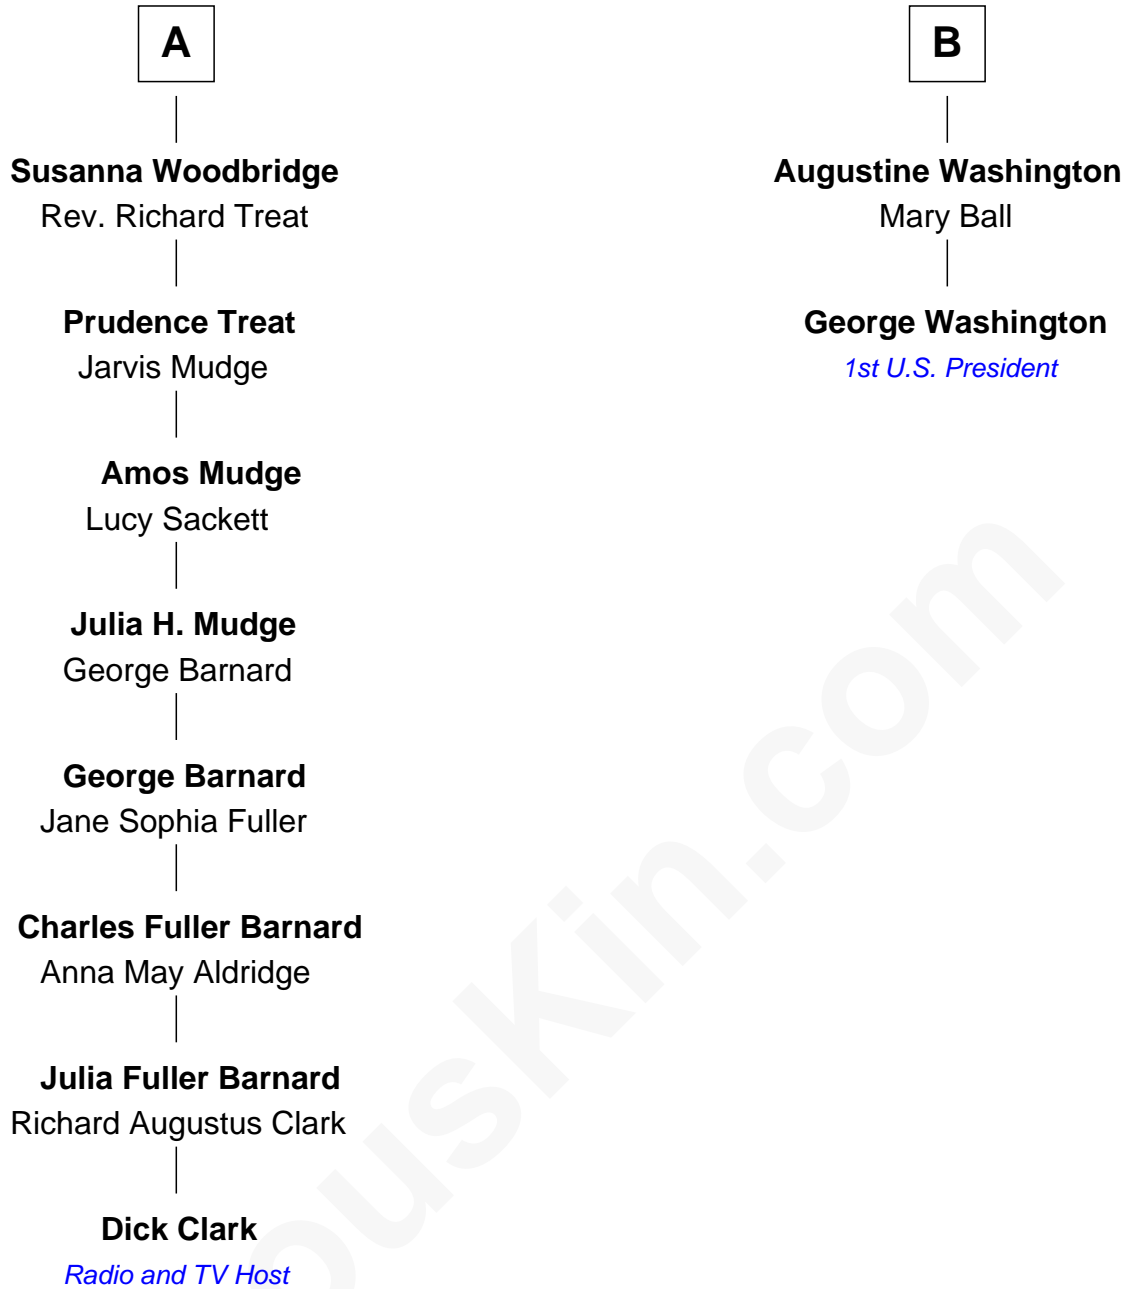 A
Susanna Woodbridge
Rev. Richard Treat
Prudence Treat
Jarvis Mudge
Amos Mudge
Lucy Sackett
Julia H. Mudge
George Barnard
George Barnard
Jane Sophia Fuller
Charles Fuller Barnard
Anna May Aldridge
Julia Fuller Barnard
Richard Augustus Clark
Dick Clark
Radio and TV Host
B
Augustine Washington
Mary Ball
George Washington
1st U.S. President
ousKin.com